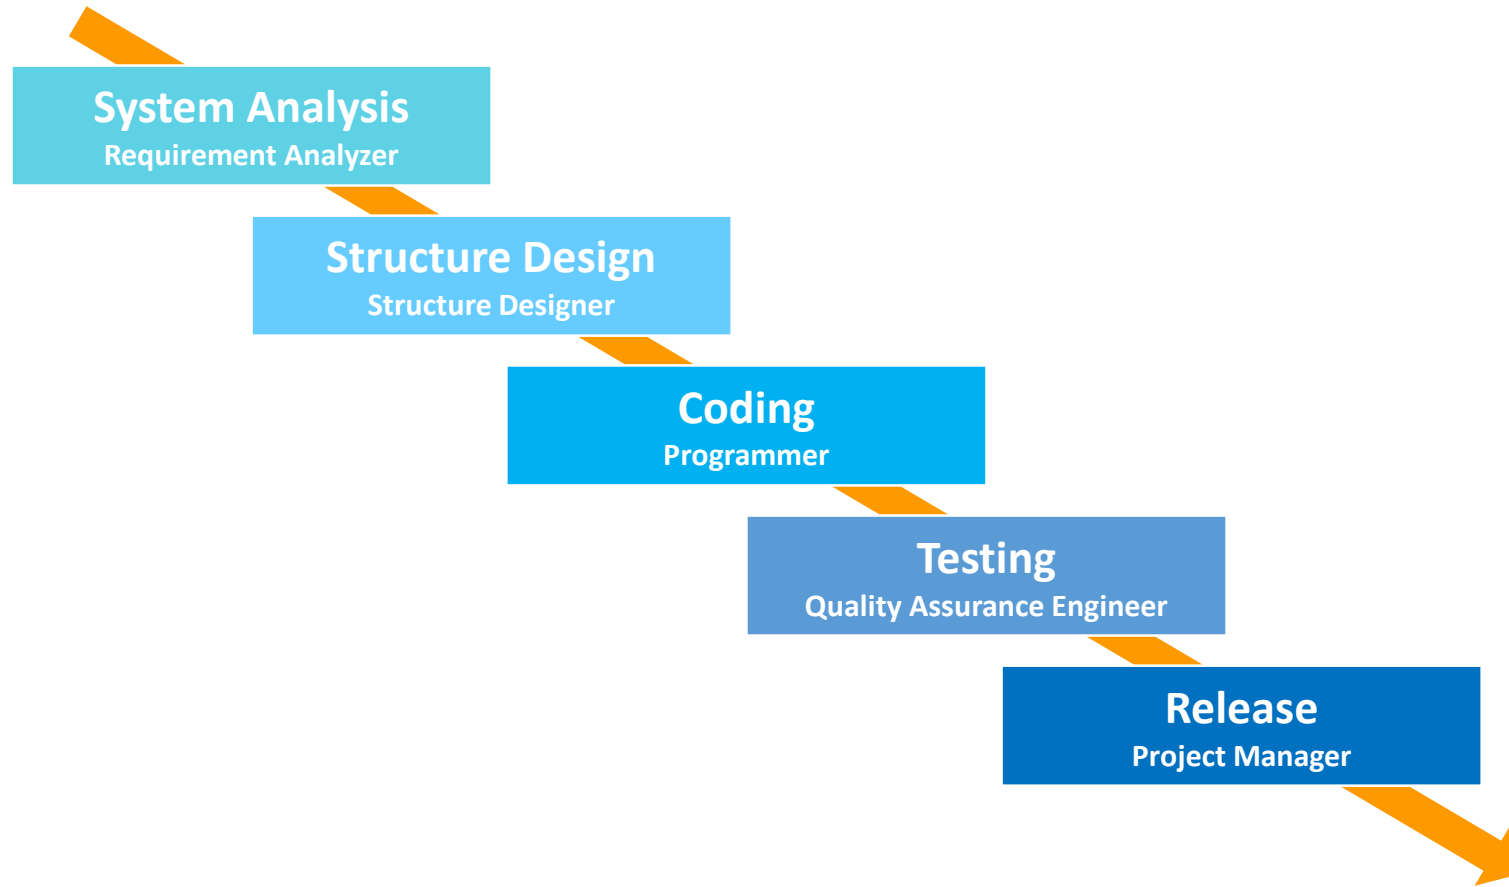 System Analysis
Requirement Analyzer
Structure Design
Structure Designer
Coding
Programmer
Testing
Quality Assurance Engineer
Release
Project Manager